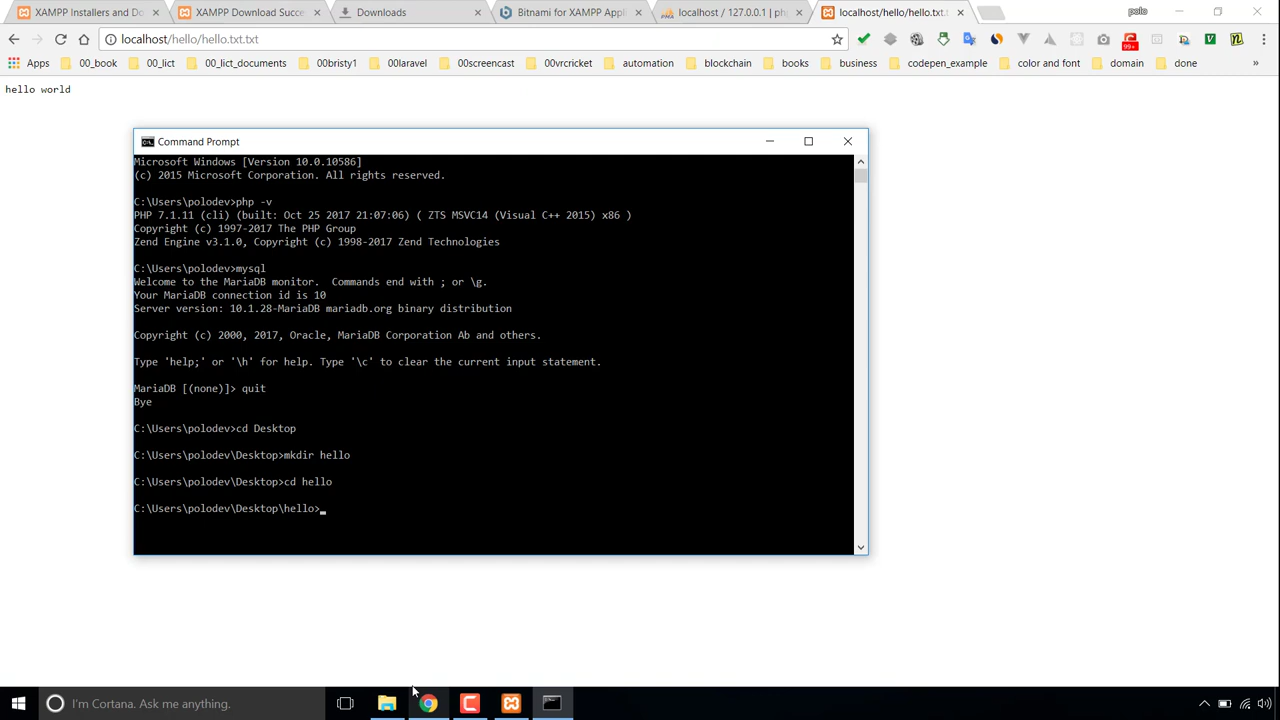 XAMPP Installers and Do
XAMPP Download Succe
Downloads
Bitnami for XAMPP Appli
localhost / 127.0.0.1 | ph
localhost/hello/hello.txt.t
polo
localhost/hello/hello.txt.txt
99+
Apps
00_book
00_lict
00_lict_documents
00bristy1
00laravel
00screencast
00vrcricket
automation
blockchain
books
business
codepen_example
color and font
domain
done
»
hello world
Command Prompt
Microsoft Windows [Version 10.0.10586]
(c) 2015 Microsoft Corporation. All rights reserved.
C:\Users\polodev>php -v
PHP 7.1.11 (cli) (built: Oct 25 2017 21:07:06) ( ZTS MSVC14 (Visual C++ 2015) x86 )
Copyright (c) 1997-2017 The PHP Group
Zend Engine v3.1.0, Copyright (c) 1998-2017 Zend Technologies
C:\Users\polodev>mysql
Welcome to the MariaDB monitor.  Commands end with ; or \g.
Your MariaDB connection id is 10
Server version: 10.1.28-MariaDB mariadb.org binary distribution
Copyright (c) 2000, 2017, Oracle, MariaDB Corporation Ab and others.
Type 'help;' or '\h' for help. Type '\c' to clear the current input statement.
MariaDB [(none)]> quit
Bye
C:\Users\polodev>cd Desktop
C:\Users\polodev\Desktop>mkdir hello
C:\Users\polodev\Desktop>cd hello
C:\Users\polodev\Desktop\hello>_
I'm Cortana. Ask me anything.